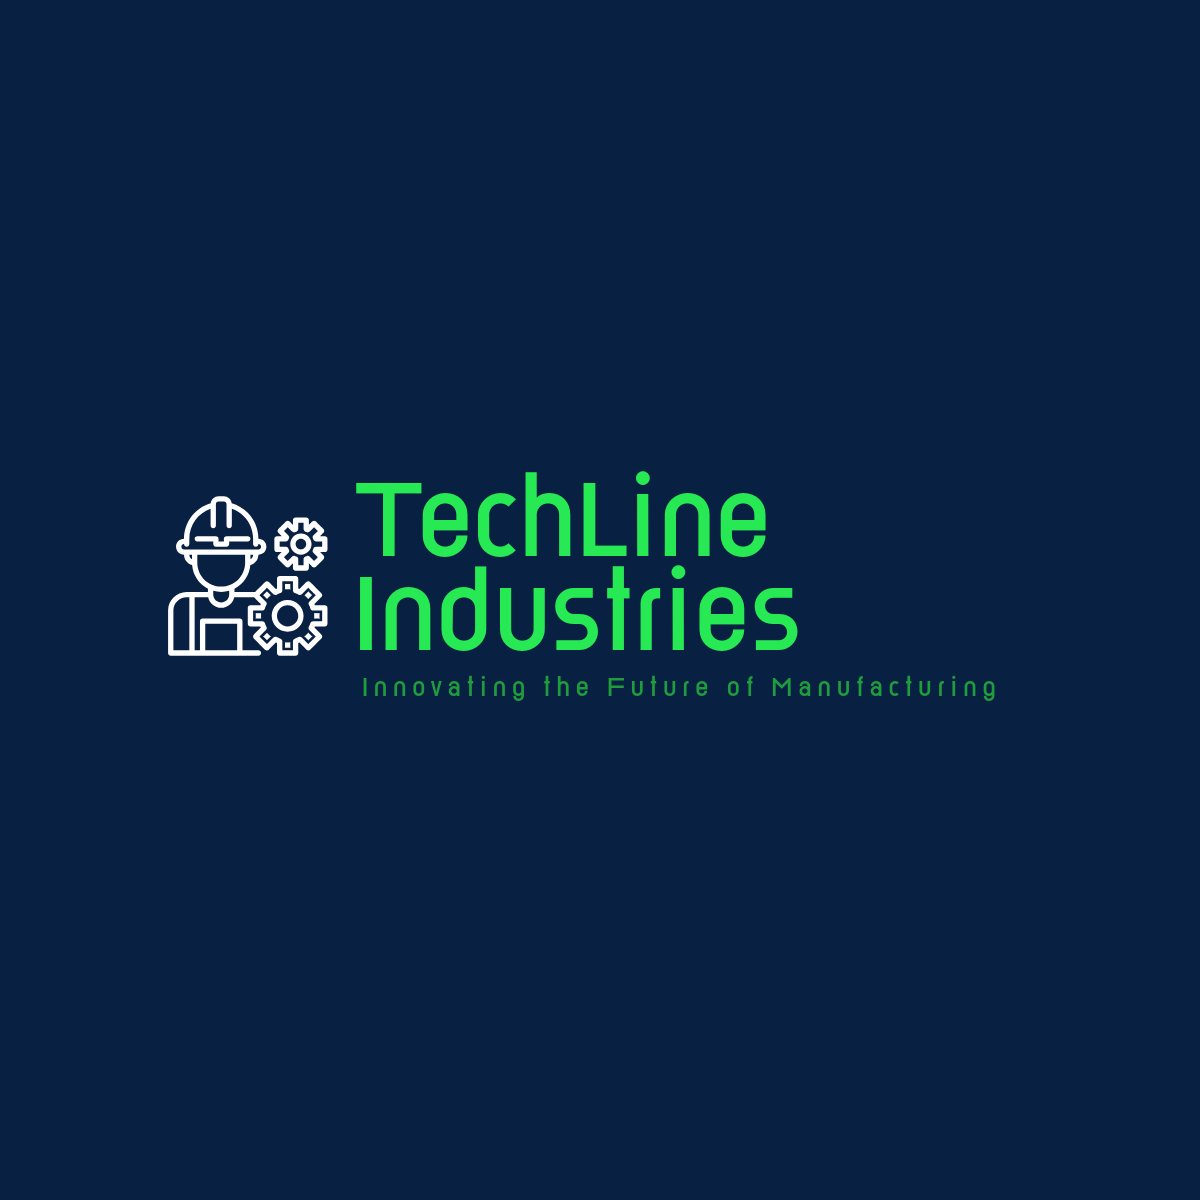 TechLine
Industries
Innovating the Future of Manufacturing